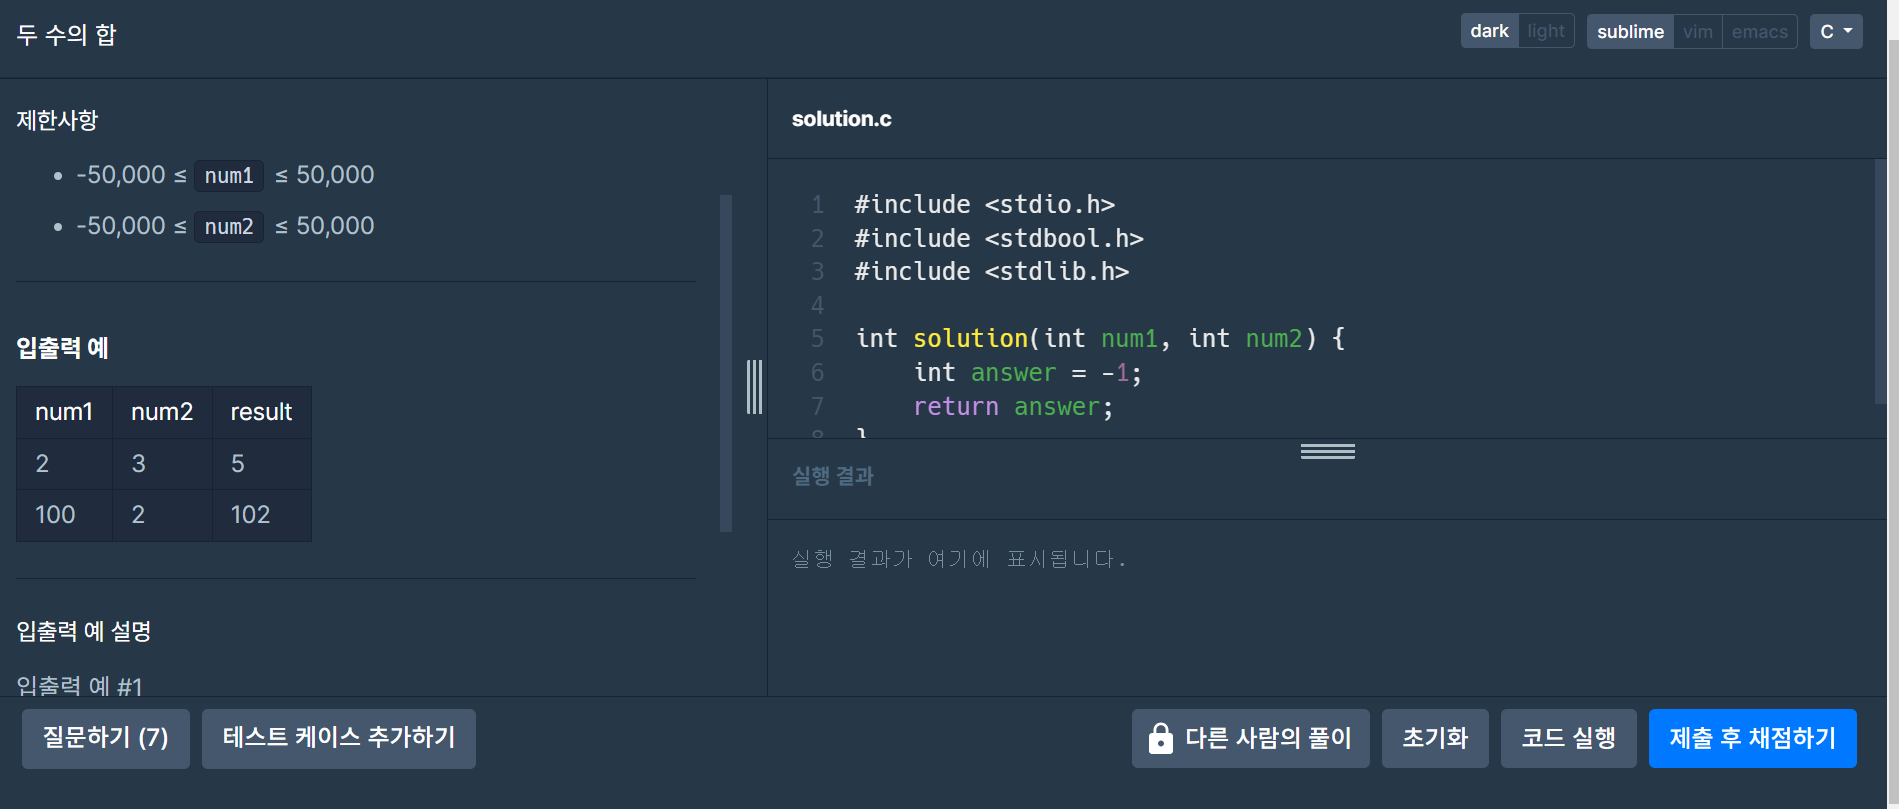 두 수의 합
dark light sublime vim emacs C
제한사항
-50,000 ≤ num1 ≤ 50,000
-50,000 ≤ num2 ≤ 50,000
입출력 예
num1 num2 result
2 3 5
100 2 102
입출력 예 설명
입출력 예 #1
solution.c
1 #include <stdio.h>
2 #include <stdbool.h>
3 #include <stdlib.h>
4
5 int solution(int num1, int num2) {
6 int answer = -1;
7 return answer;
8 }
실행 결과
실행 결과가 여기에 표시됩니다.
질문하기 (7) 테스트 케이스 추가하기 다른 사람의 풀이 초기화 코드 실행 제출 후 채점하기